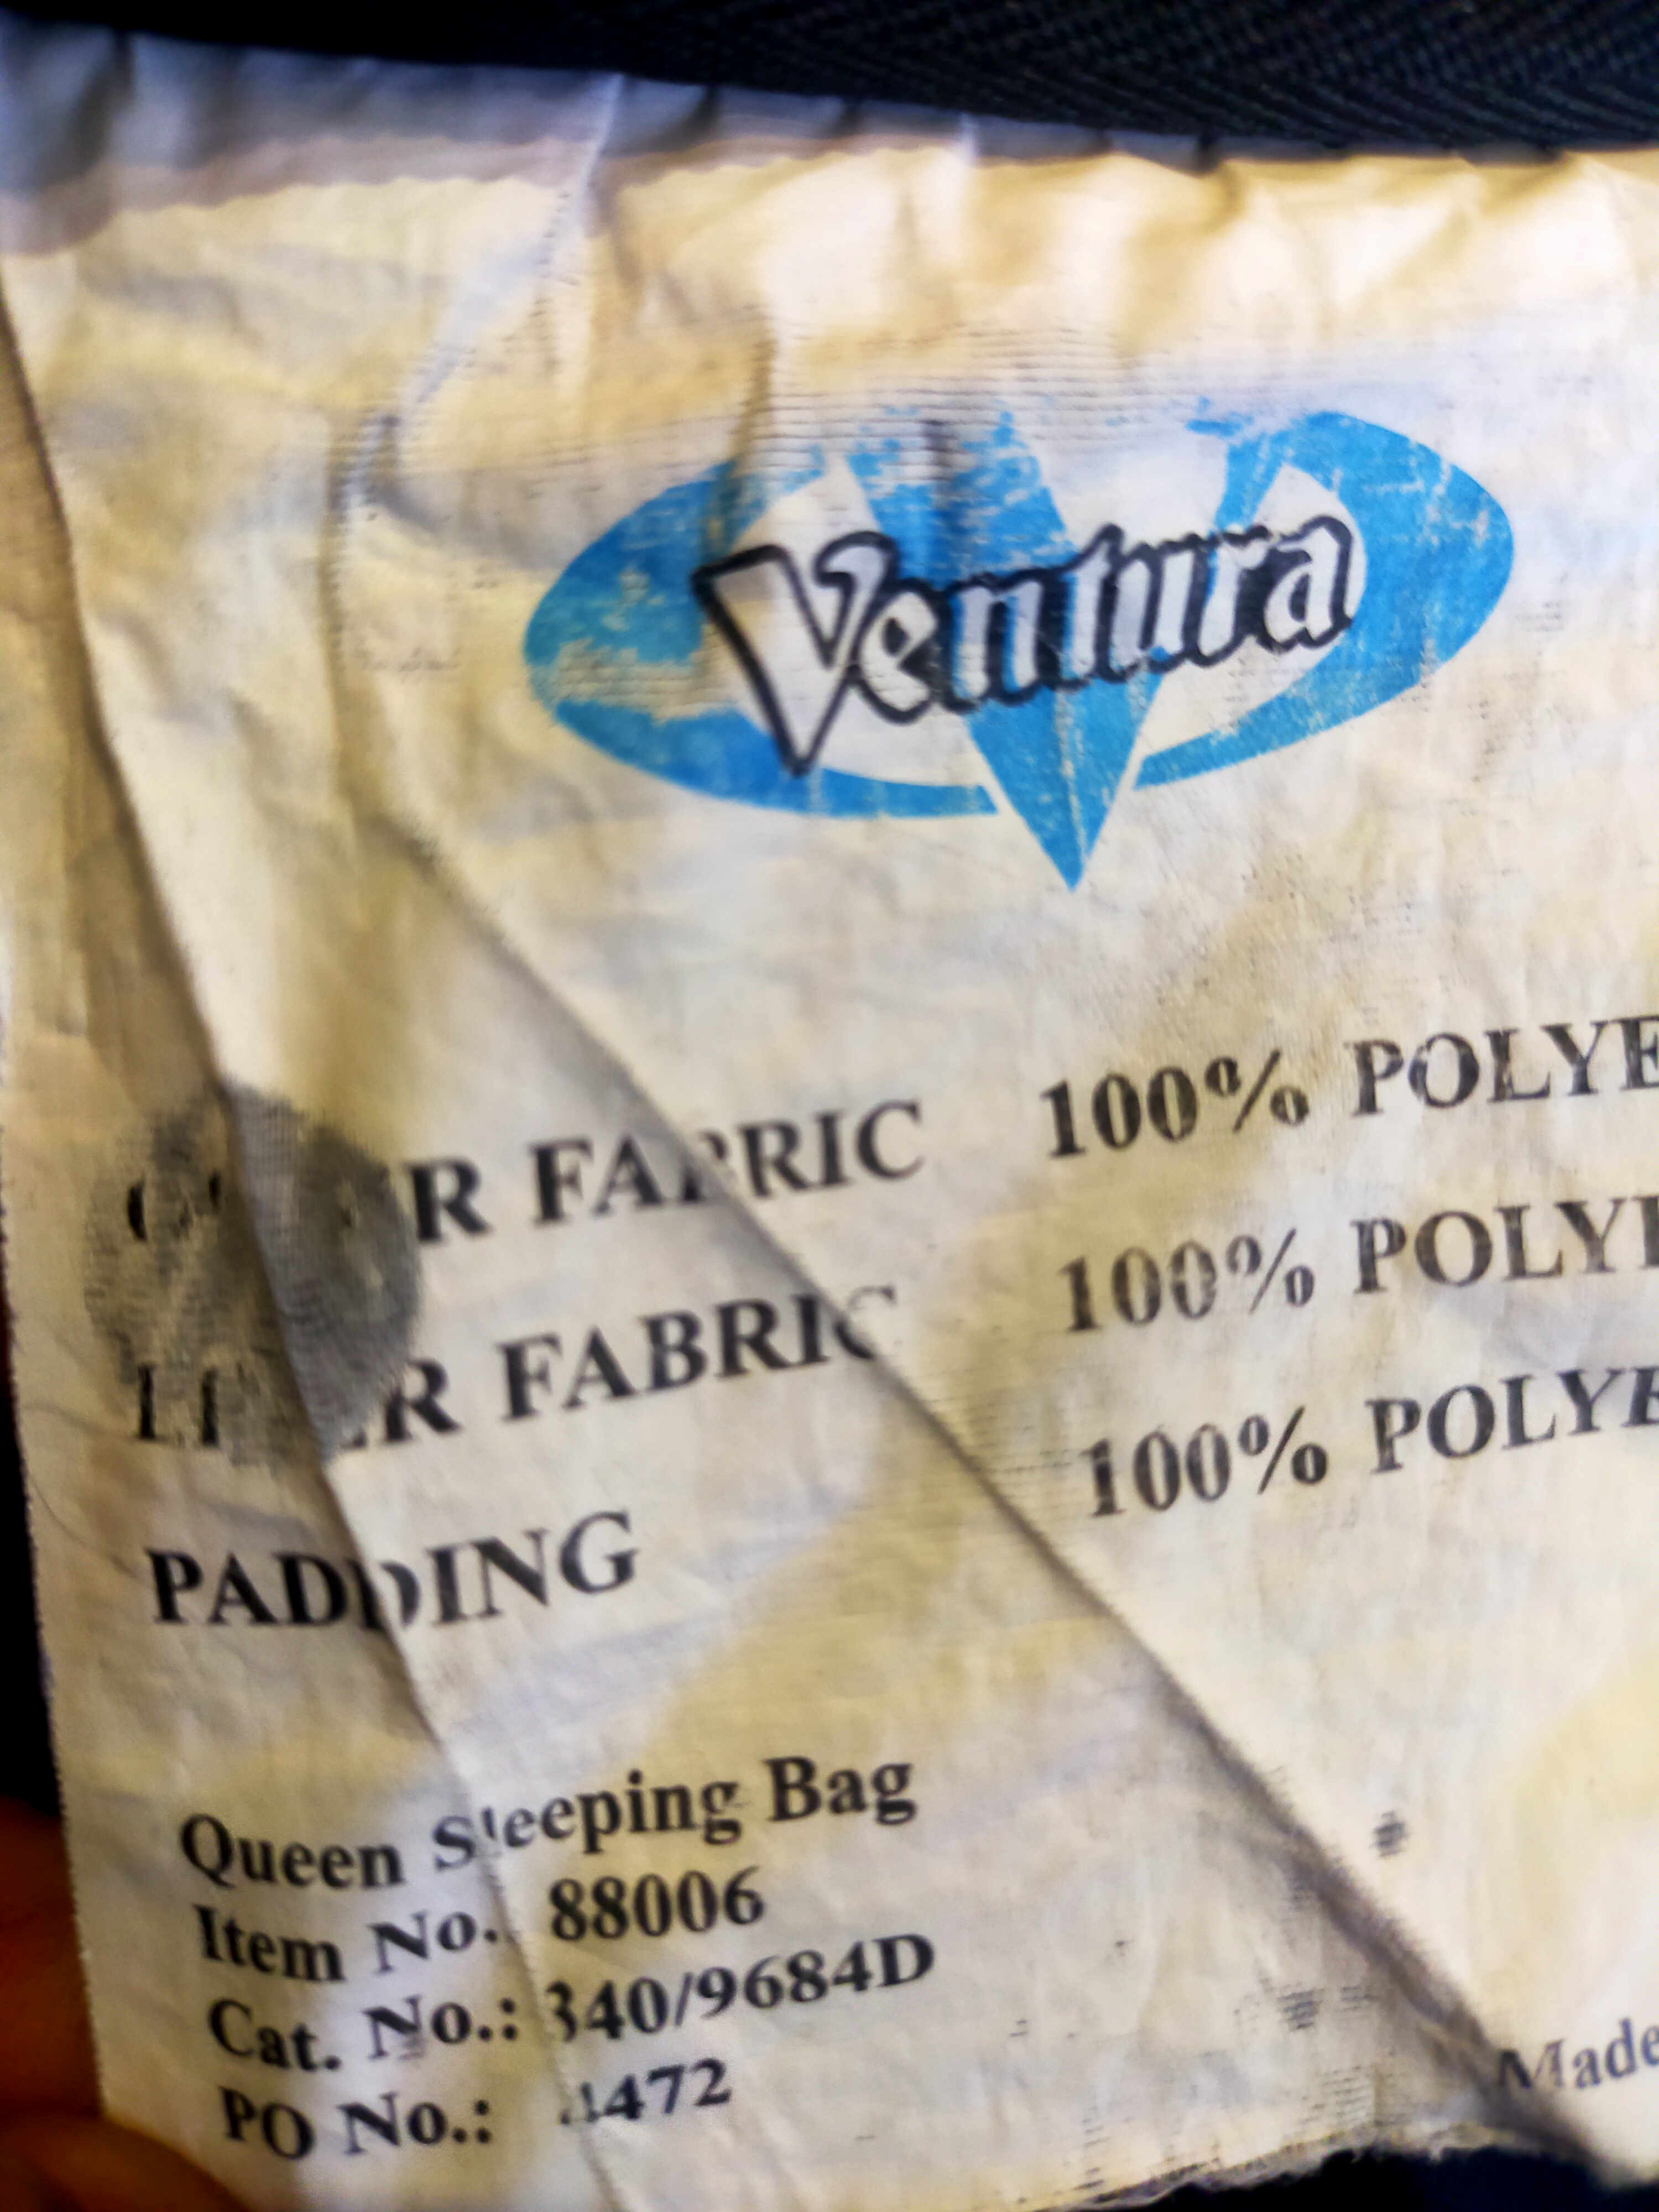 Ventura
FABRIC 100% POLYE
FABRIC 100% POLYE
PADDING 100% POLYE
Queen Sleeping Bag
Item No. 88006
Cat. No.: 340/9684D
PO No.:
Made